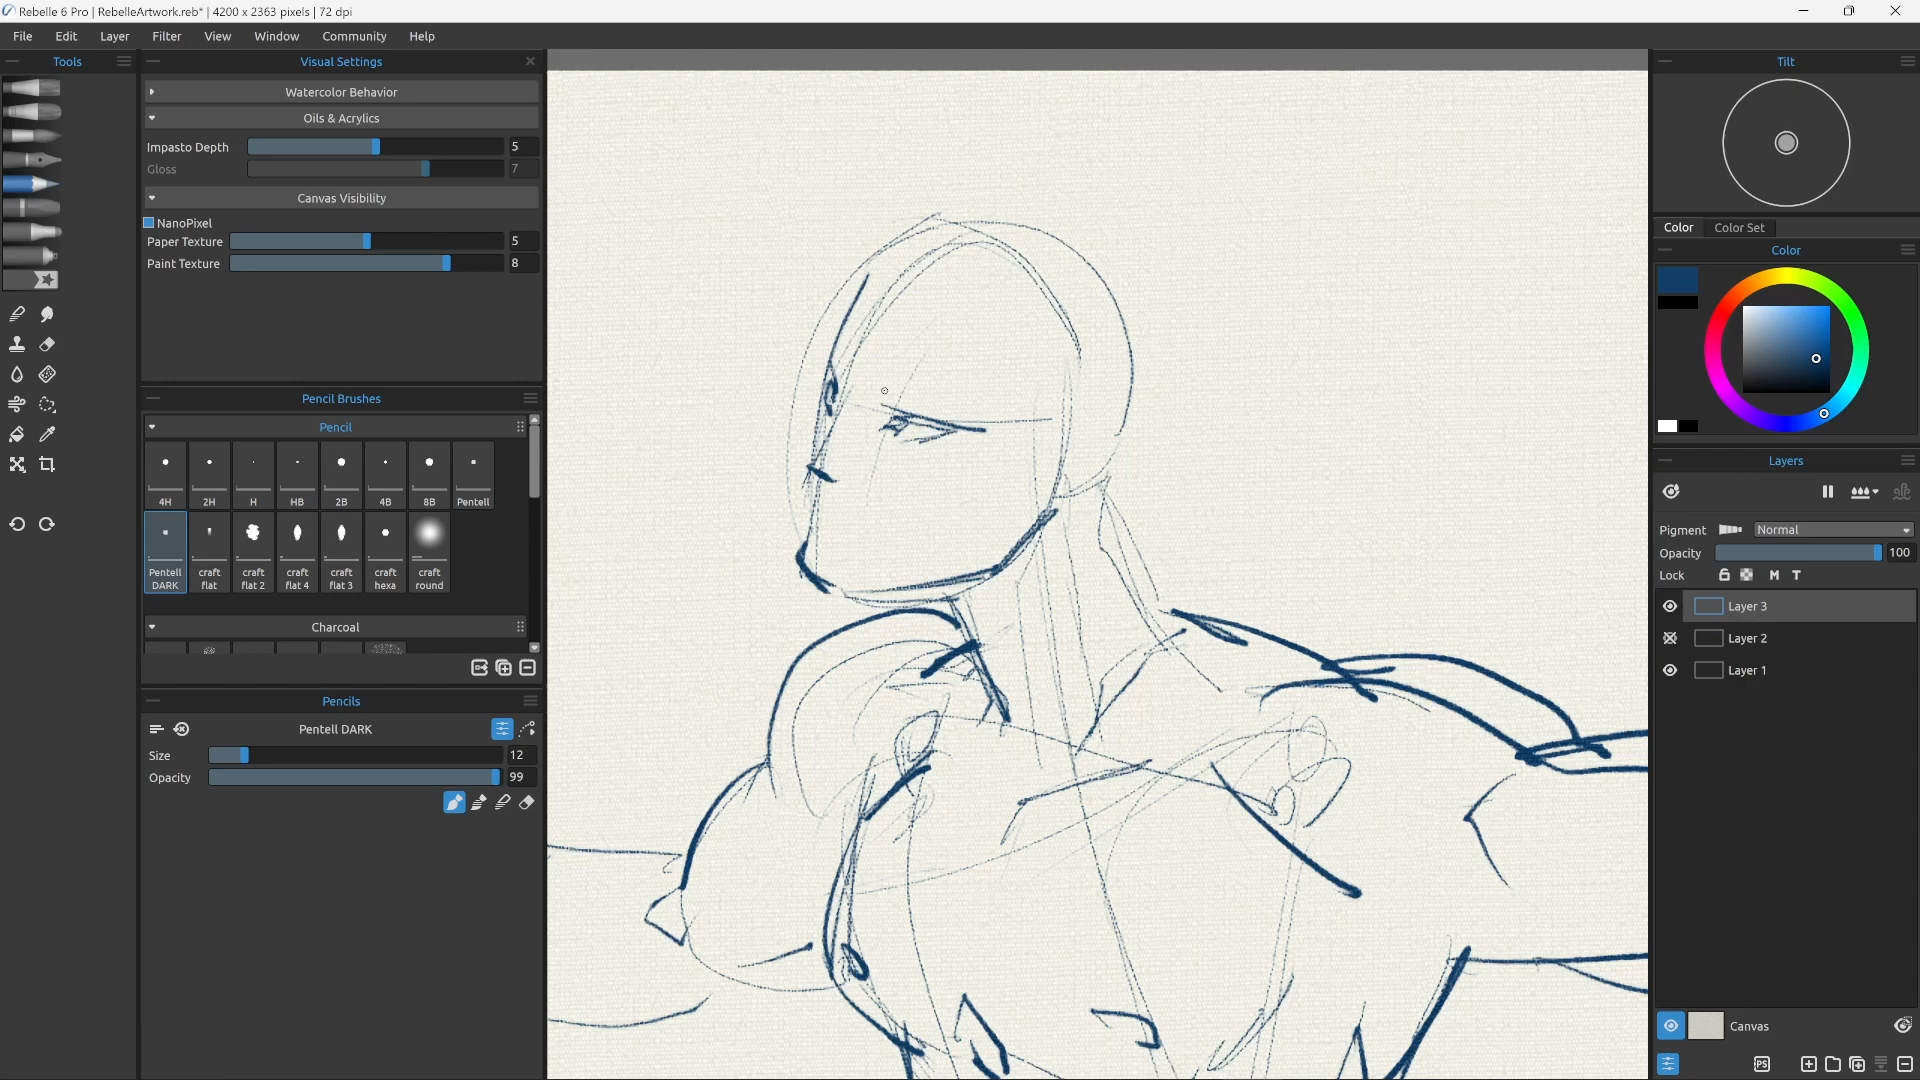 Rebelle 6 Pro | RebelleArtwork.reb* | 4200 x 2363 pixels | 72 dpi
File Edit Layer Filter View Window Community Help
Tools
Visual Settings
Watercolor Behavior
Oils & Acrylics
Impasto Depth 5
Gloss 7
Canvas Visibility
NanoPixel
Paper Texture 5
Paint Texture 8
Pencil Brushes
Pencil
4H 2H H HB 2B 4B 8B Pentell
Pentell DARK craft flat craft flat 2 craft flat 4 craft flat 3 craft hexa craft round
Charcoal
Pencils
Pentell DARK
Size 12
Opacity 99
Tilt
Color Color Set
Color
Layers
Pigment Normal
Opacity 100
Lock M T
Layer 3
Layer 2
Layer 1
Canvas
PS